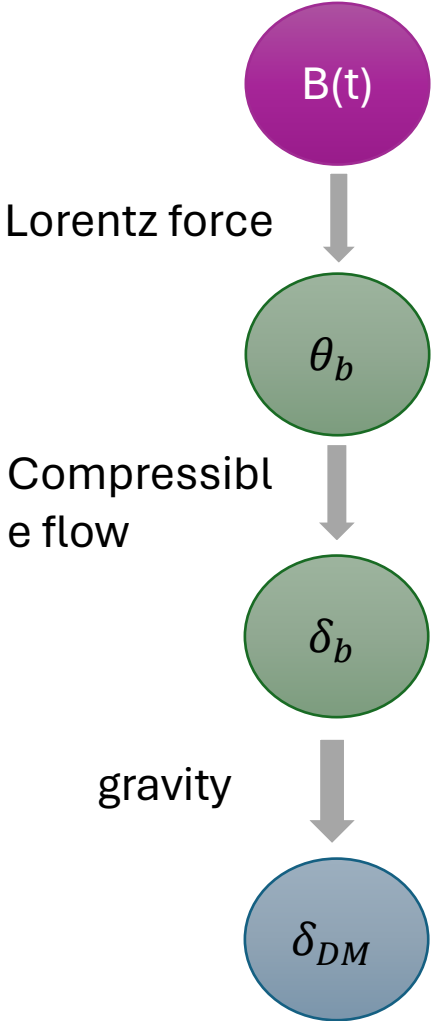 B(t)
Lorentz force
θ_b
Compressibl
e flow
δ_b
gravity
δ_DM